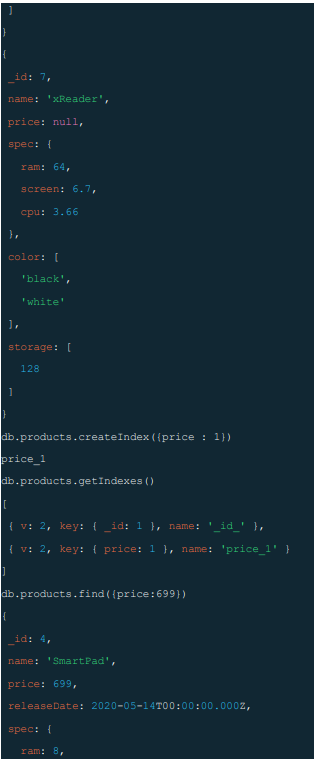 ]
}
{
_id: 7,
name: 'xReader',
price: null,
spec: {
ram: 64,
screen: 6.7,
cpu: 3.66
},
color: [
'black',
'white'
],
storage: [
128
]
}
db.products.createIndex({price : 1})
price_1
db.products.getIndexes()
[
{ v: 2, key: { _id: 1 }, name: '_id_' },
{ v: 2, key: { price: 1 }, name: 'price_1' }
]
db.products.find({price:699})
{
_id: 4,
name: 'SmartPad',
price: 699,
releaseDate: 2020-05-14T00:00:00.000Z,
spec: {
ram: 8,